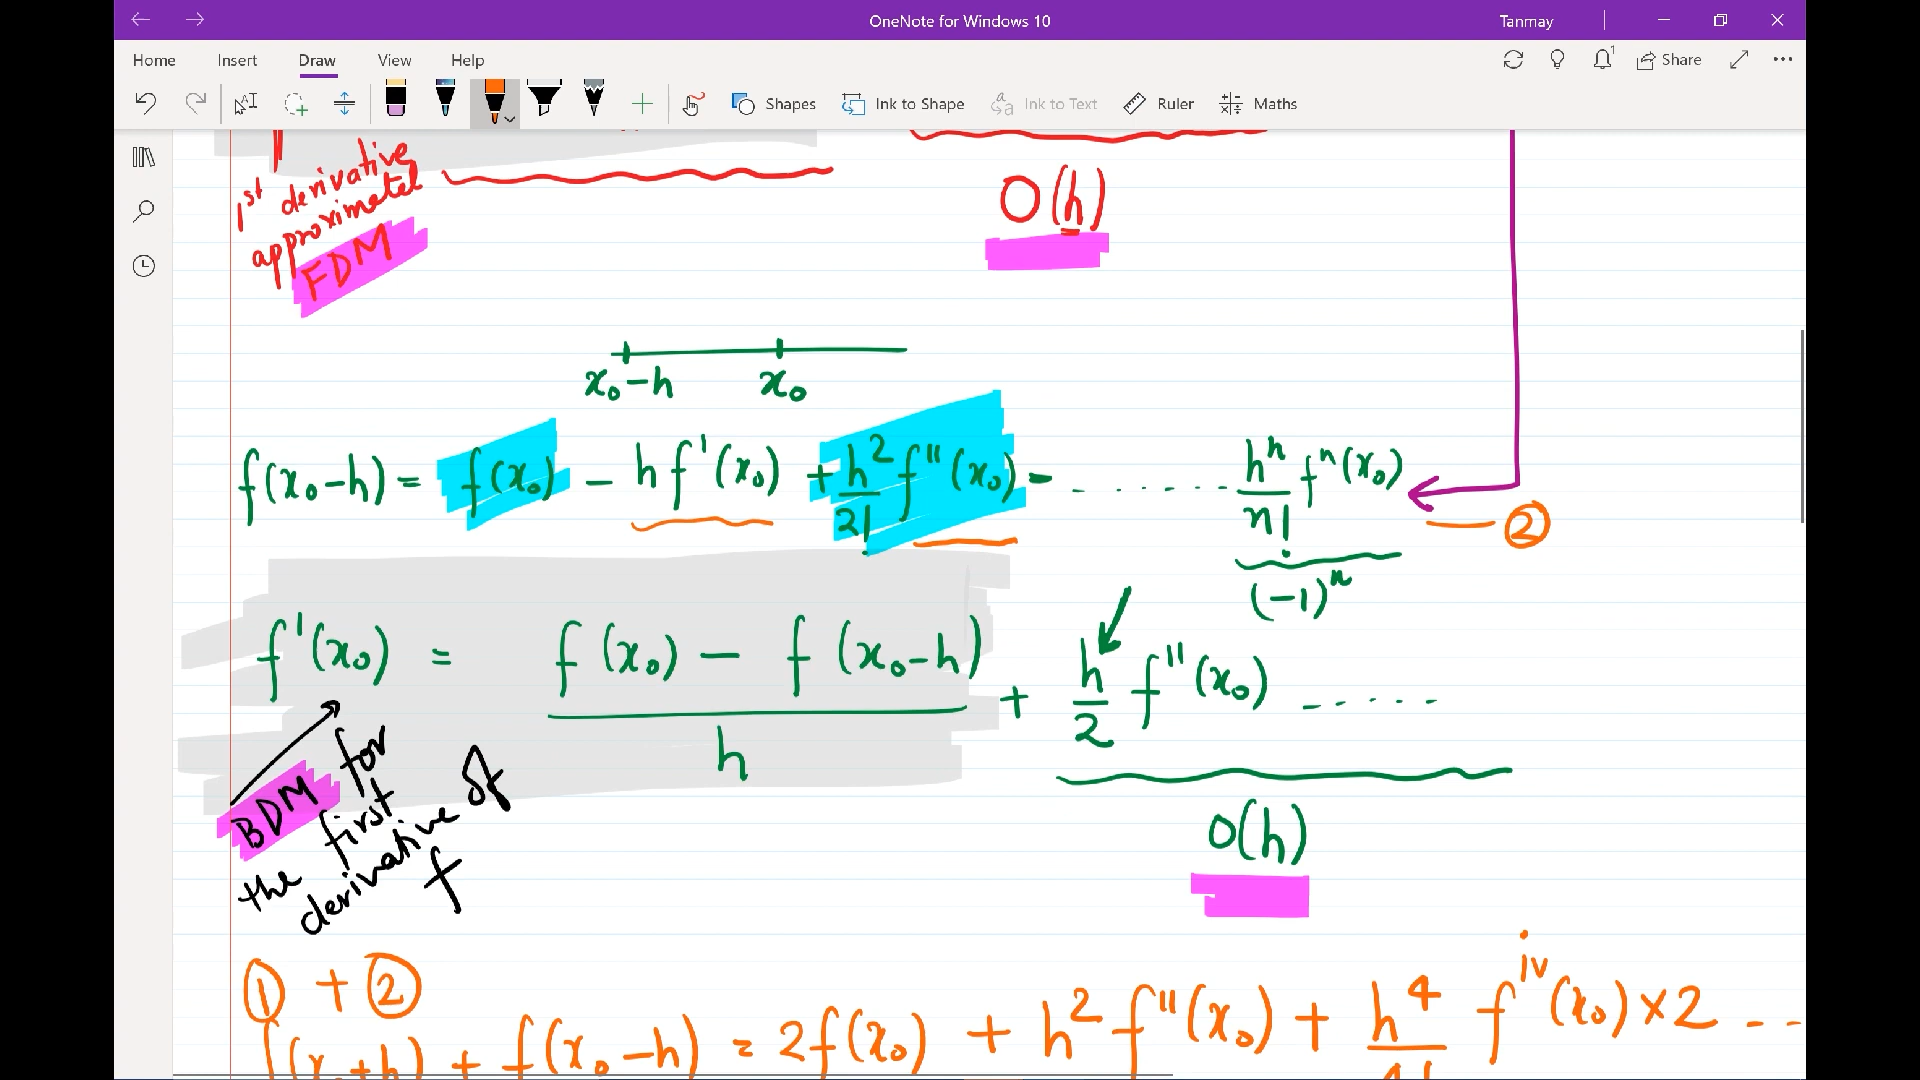 OneNote for Windows 10
Tanmay
Home Insert Draw View Help
Share
Shapes Ink to Shape Ink to Text Ruler Maths
1st derivative
approximated
FDM
O(h)
x₀-h x₀
f(x₀-h) = f(x₀) - hf'(x₀) + h²/2! f''(x₀) - ........ hⁿ/n! fⁿ(x₀) — ②
(-1)ⁿ
f'(x₀) = f(x₀) - f(x₀-h) / h + h/2 f''(x₀) ......
BDM for
the first
derivative of
f
O(h)
① + ②
f(x₀+h) + f(x₀-h) = 2f(x₀) + h² f''(x₀) + h⁴/4! f^iv(x₀) × 2 ...